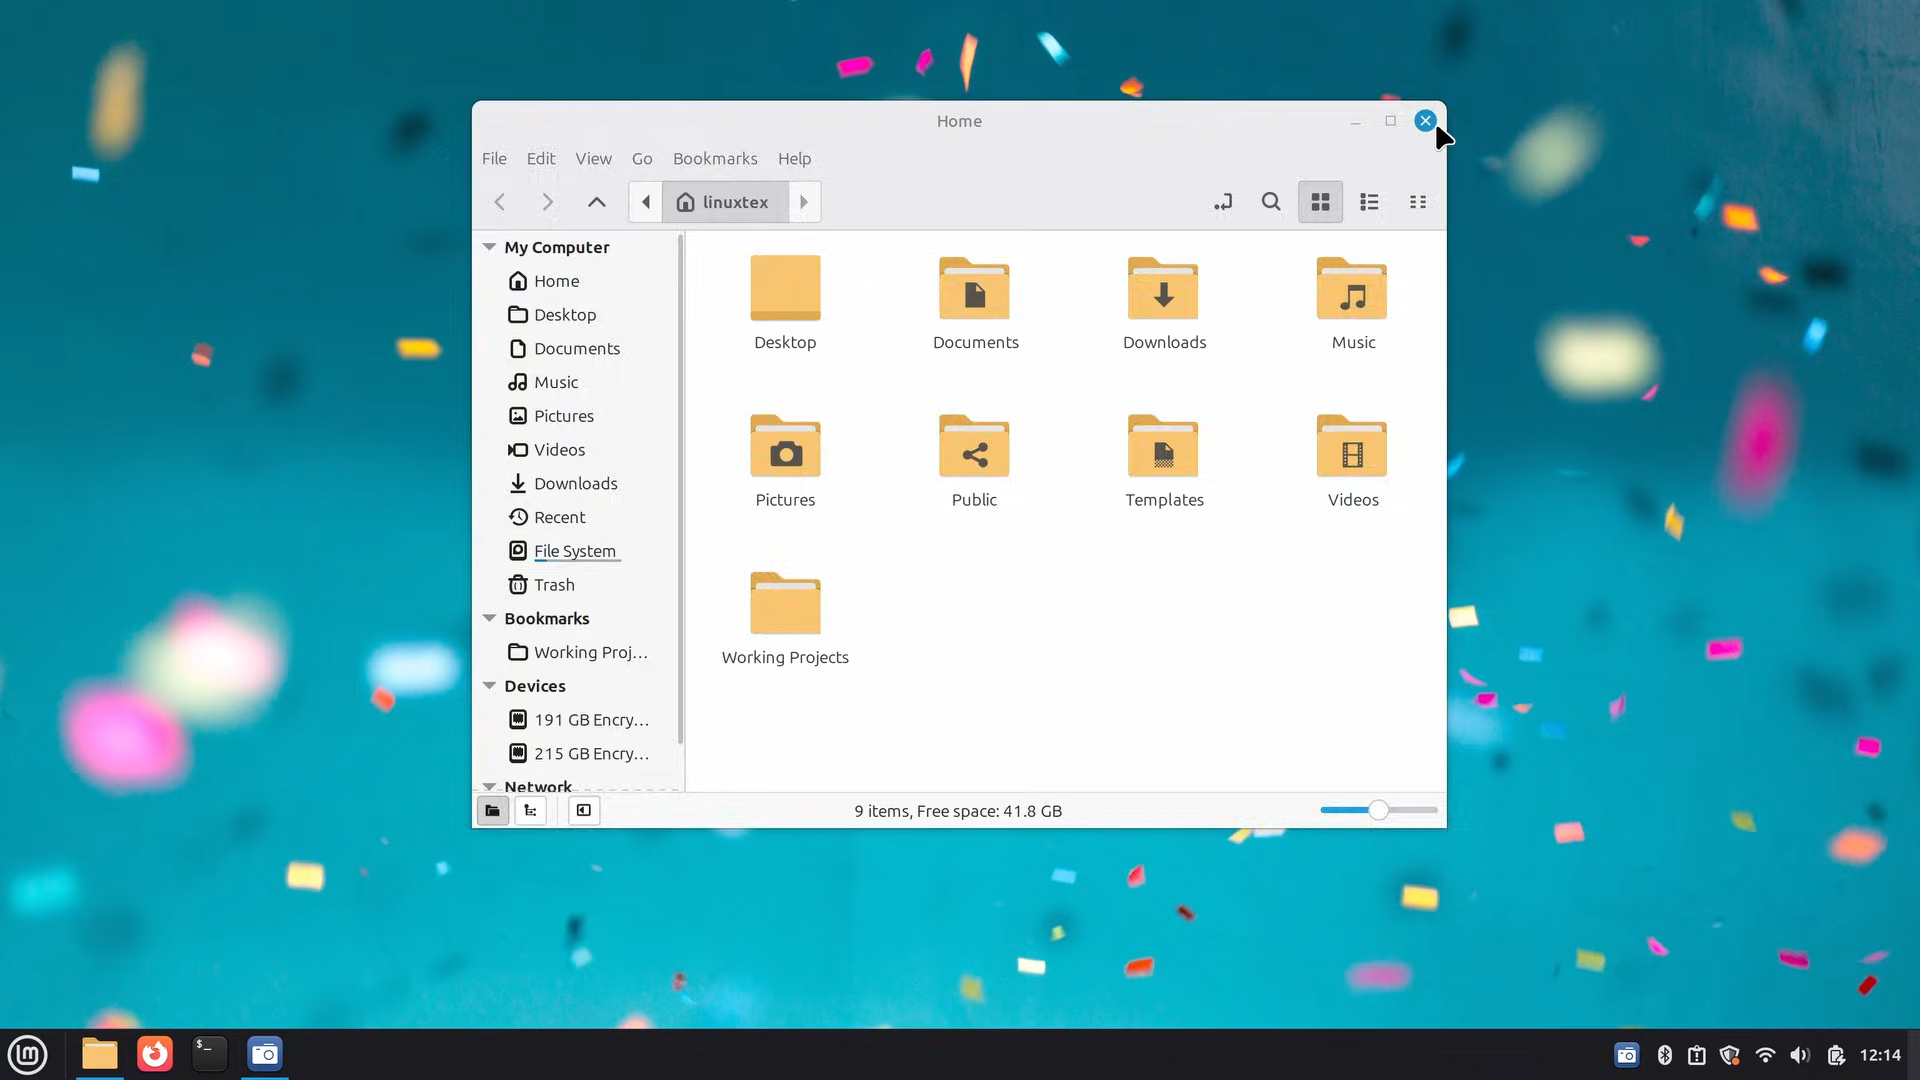 Home
File Edit View Go Bookmarks Help
linuxtex
My Computer
Home
Desktop
Documents
Music
Pictures
Videos
Downloads
Recent
File System
Trash
Bookmarks
Working Proj...
Devices
191 GB Encry...
215 GB Encry...
Network
Desktop Documents Downloads Music
Pictures Public Templates Videos
Working Projects
9 items, Free space: 41.8 GB
$_
12:14